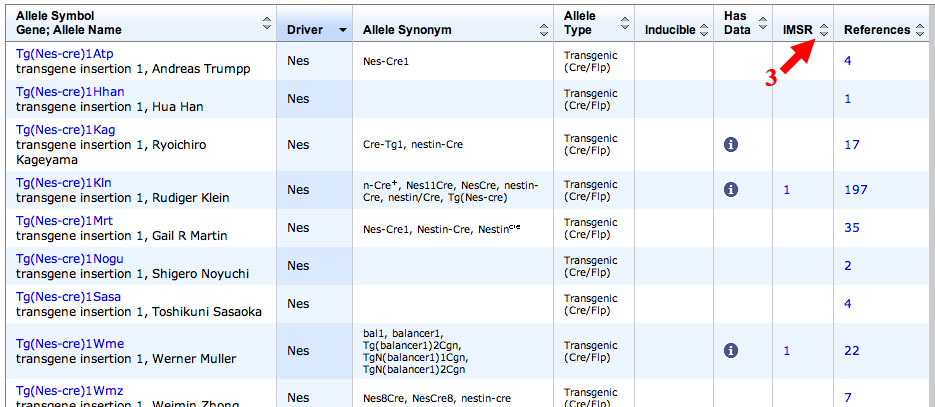 Allele Symbol
Gene; Allele Name
Driver
Allele Synonym
Allele
Type
Inducible
Has
Data
IMSR
References
3
Tg(Nes-cre)1Atp
transgene insertion 1, Andreas Trumpp
Nes
Nes-Cre1
Transgenic
(Cre/Flp)
4
Tg(Nes-cre)1Hhan
transgene insertion 1, Hua Han
Nes
Transgenic
(Cre/Flp)
1
Tg(Nes-cre)1Kag
transgene insertion 1, Ryoichiro
Kageyama
Nes
Cre-Tg1, nestin-Cre
Transgenic
(Cre/Flp)
i
17
Tg(Nes-cre)1Kln
transgene insertion 1, Rudiger Klein
Nes
n-Cre+, Nes11Cre, NesCre, nestin-
Cre, nestin/Cre, Tg(Nes-cre)
Transgenic
(Cre/Flp)
i
1
197
Tg(Nes-cre)1Mrt
transgene insertion 1, Gail R Martin
Nes
Nes-Cre1, Nestin-Cre, Nestincre
Transgenic
(Cre/Flp)
35
Tg(Nes-cre)1Nogu
transgene insertion 1, Shigero Noyuchi
Nes
Transgenic
(Cre/Flp)
2
Tg(Nes-cre)1Sasa
transgene insertion 1, Toshikuni Sasaoka
Nes
Transgenic
(Cre/Flp)
4
Tg(Nes-cre)1Wme
transgene insertion 1, Werner Muller
Nes
bal1, balancer1,
Tg(balancer1)2Cgn,
TgN(balancer1)1Cgn,
TgN(balancer1)2Cgn
Transgenic
(Cre/Flp)
i
1
22
Tg(Nes-cre)1Wmz
transgene insertion 1, Weimin Zhong
Nes
Nes8Cre, NesCre8, nestin-cre
Transgenic
(Cre/Flp)
7